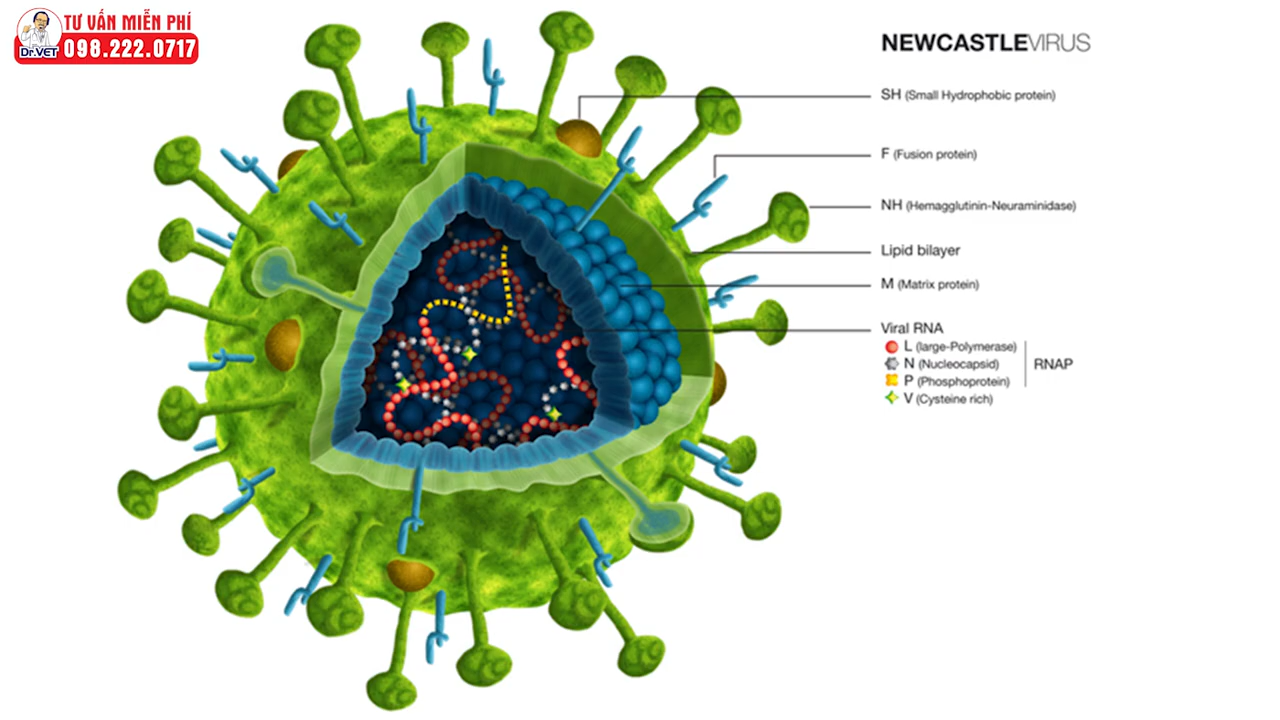 TƯ VẤN MIỄN PHÍ
Dr.VET
098.222.0717
NEWCASTLEVIRUS
SH (Small Hydrophobic protein)
F (Fusion protein)
NH (Hemagglutinin-Neuraminidase)
Lipid bilayer
M (Matrix protein)
Viral RNA
L (large-Polymerase)
N (Nucleocapsid)
RNAP
P (Phosphoprotein)
V (Cysteine rich)